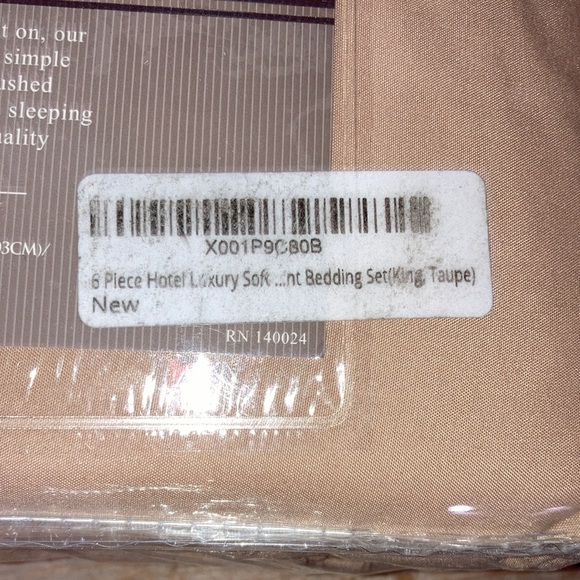 t on, our
simple
ushed
sleeping
uality
03CM)/
X001P9C80B
6 Piece Hotel Luxury Soft ...nt Bedding Set(King, Taupe)
New
RN 140024